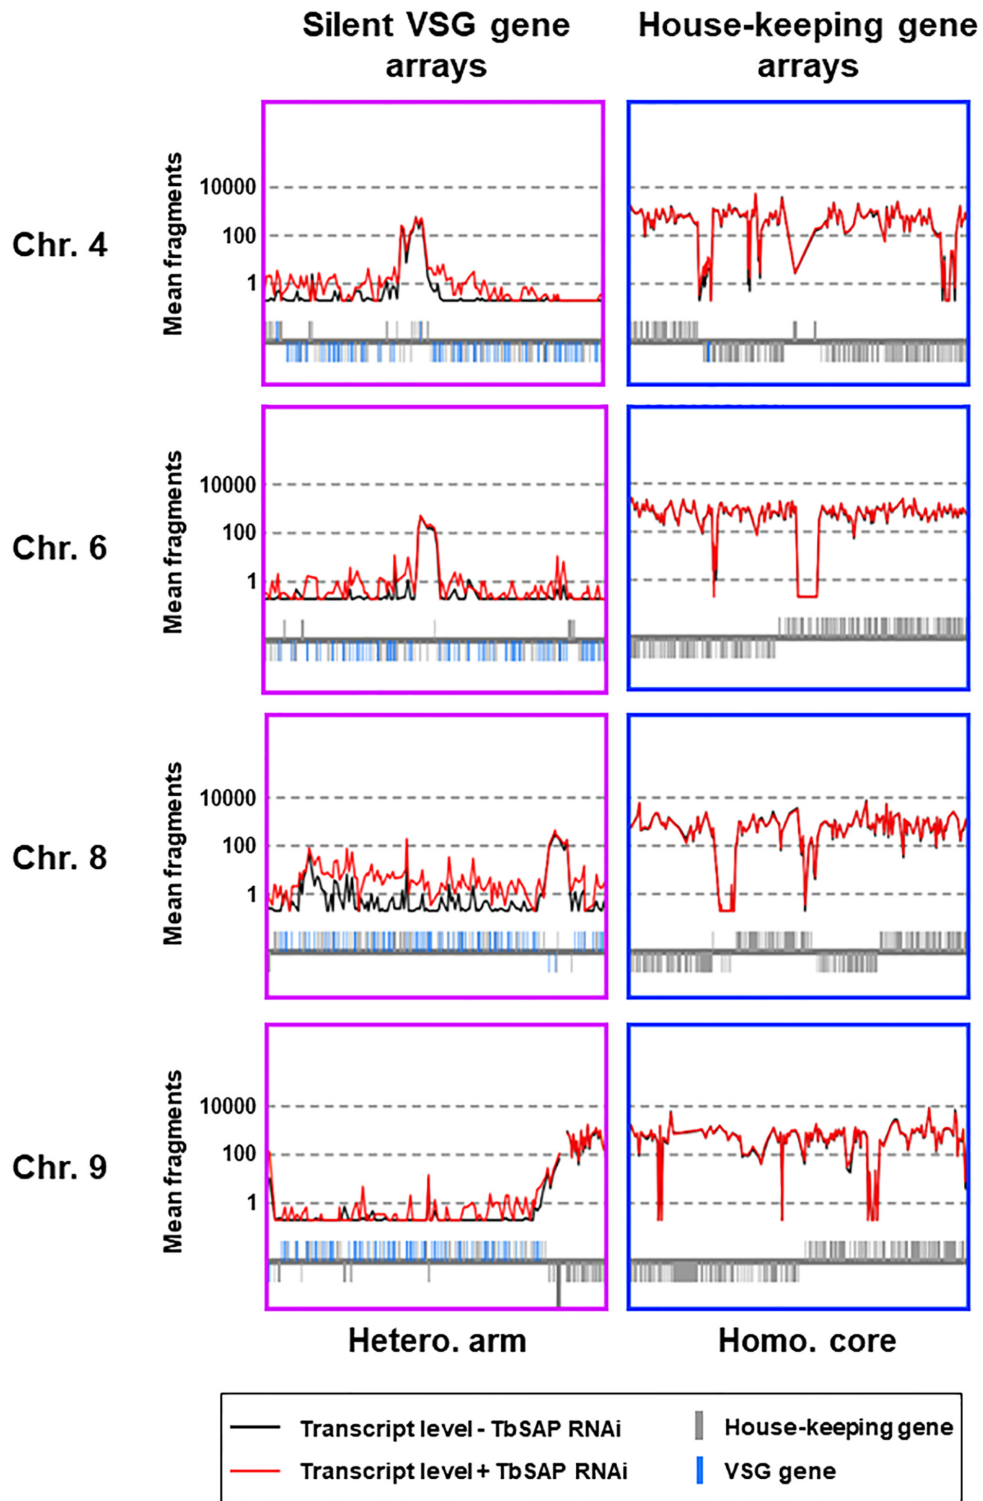 Silent VSG gene
arrays
House-keeping gene
arrays
Chr. 4
Mean fragments
10000
100
1
Chr. 6
Mean fragments
10000
100
1
Chr. 8
Mean fragments
10000
100
1
Chr. 9
Mean fragments
10000
100
1
Hetero. arm
Homo. core
Transcript level - TbSAP RNAi
House-keeping gene
Transcript level + TbSAP RNAi
VSG gene